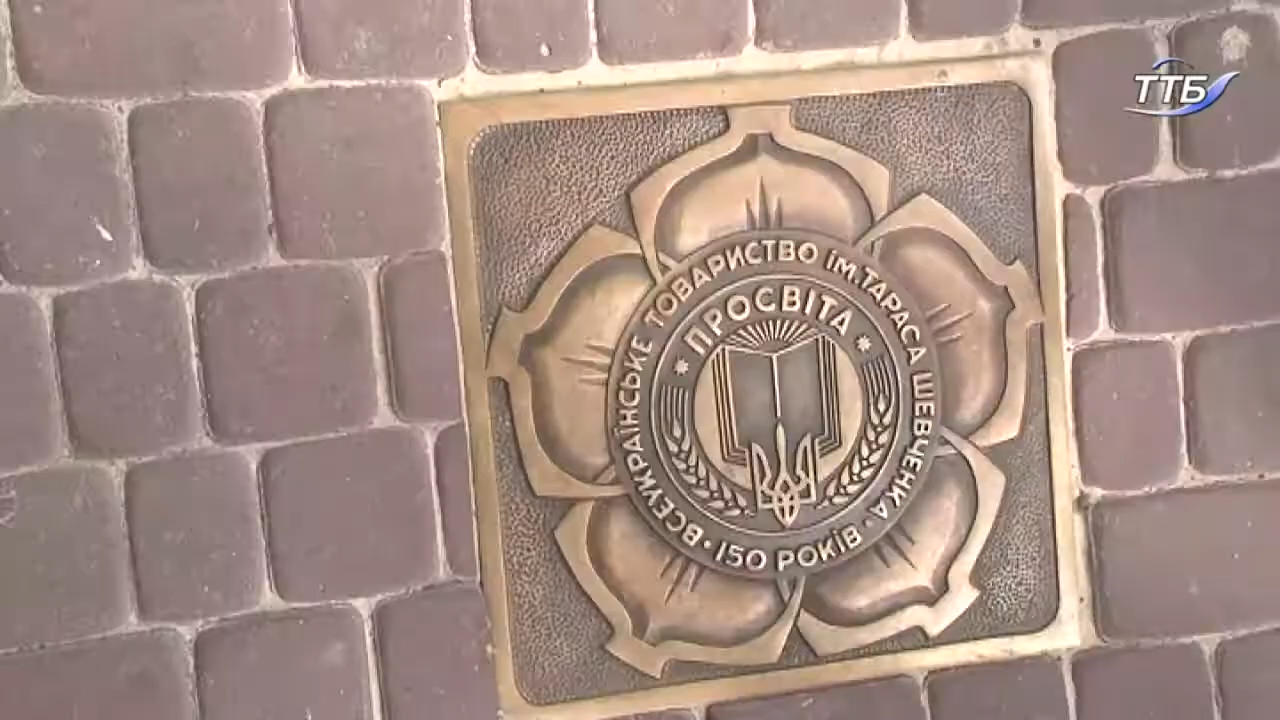 ТТБ
ВСЕУКРАЇНСЬКЕ ТОВАРИСТВО ім.ТАРАСА ШЕВЧЕНКА
ПРОСВІТА
150 РОКІВ